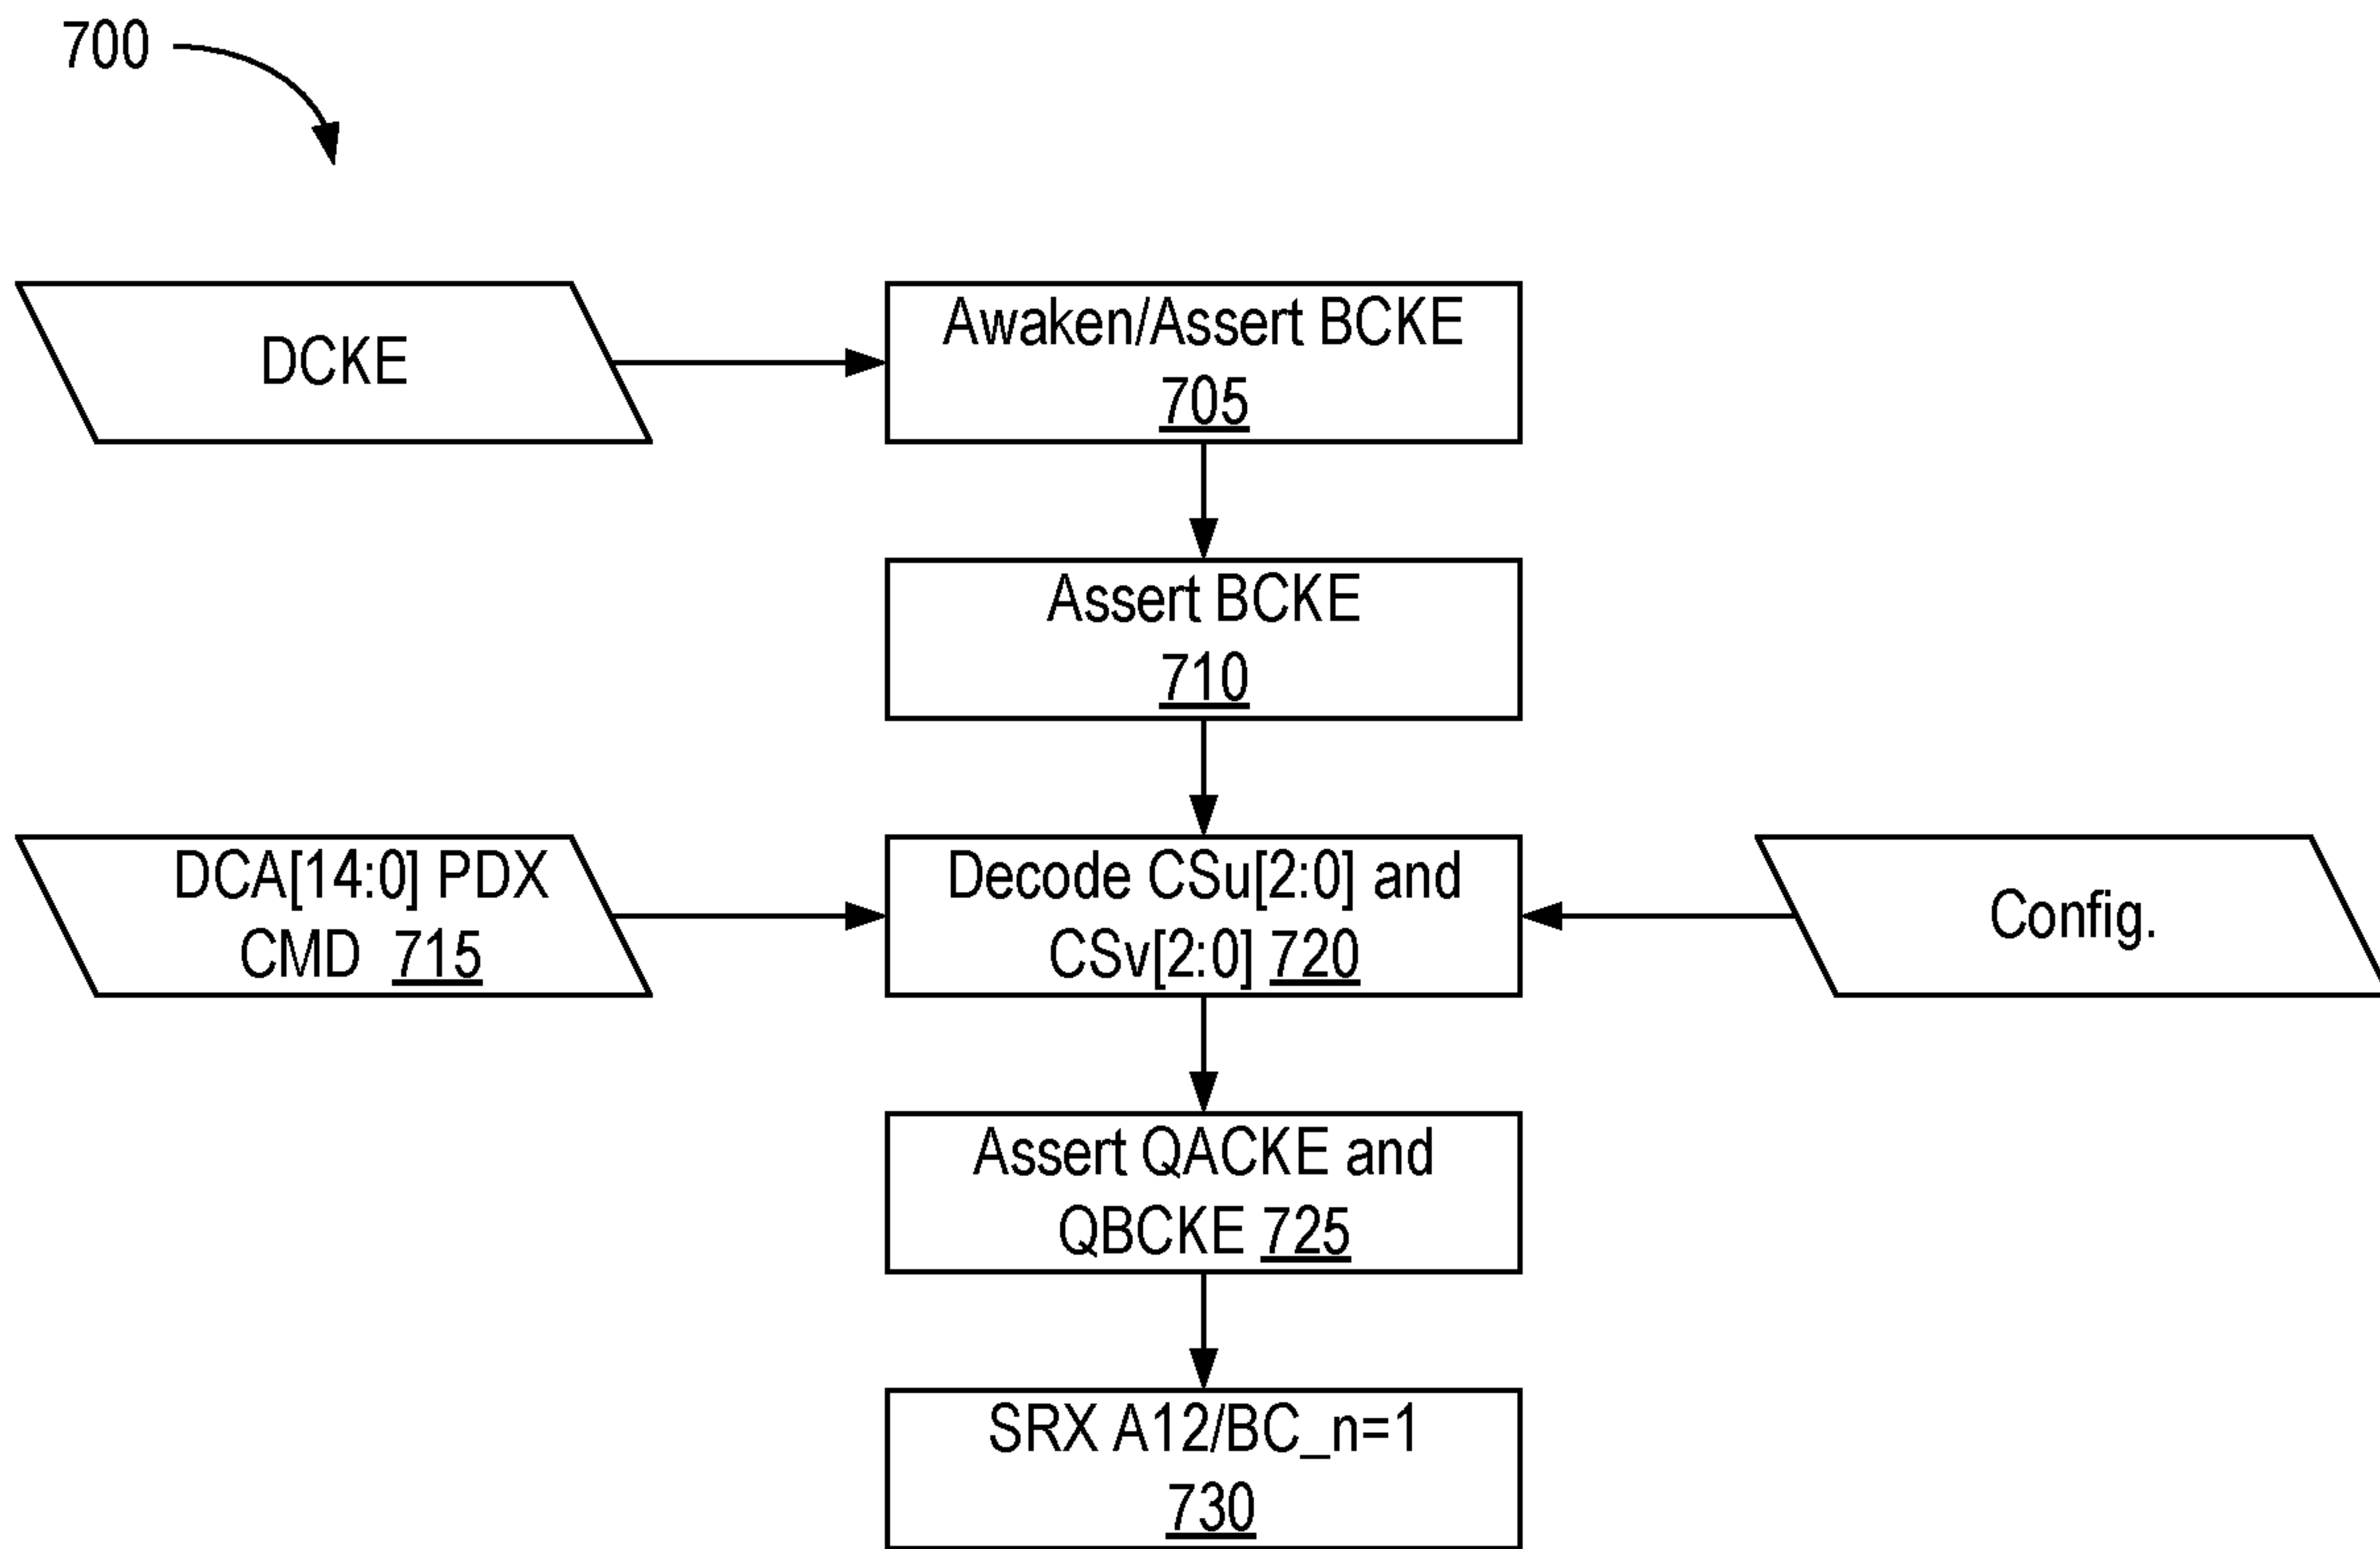 700
DCKE
Awaken/Assert BCKE
705
Assert BCKE
710
DCA[14:0] PDX
CMD 715
Decode CSu[2:0] and
CSv[2:0] 720
Config.
Assert QACKE and
QBCKE 725
SRX A12/BC_n=1
730